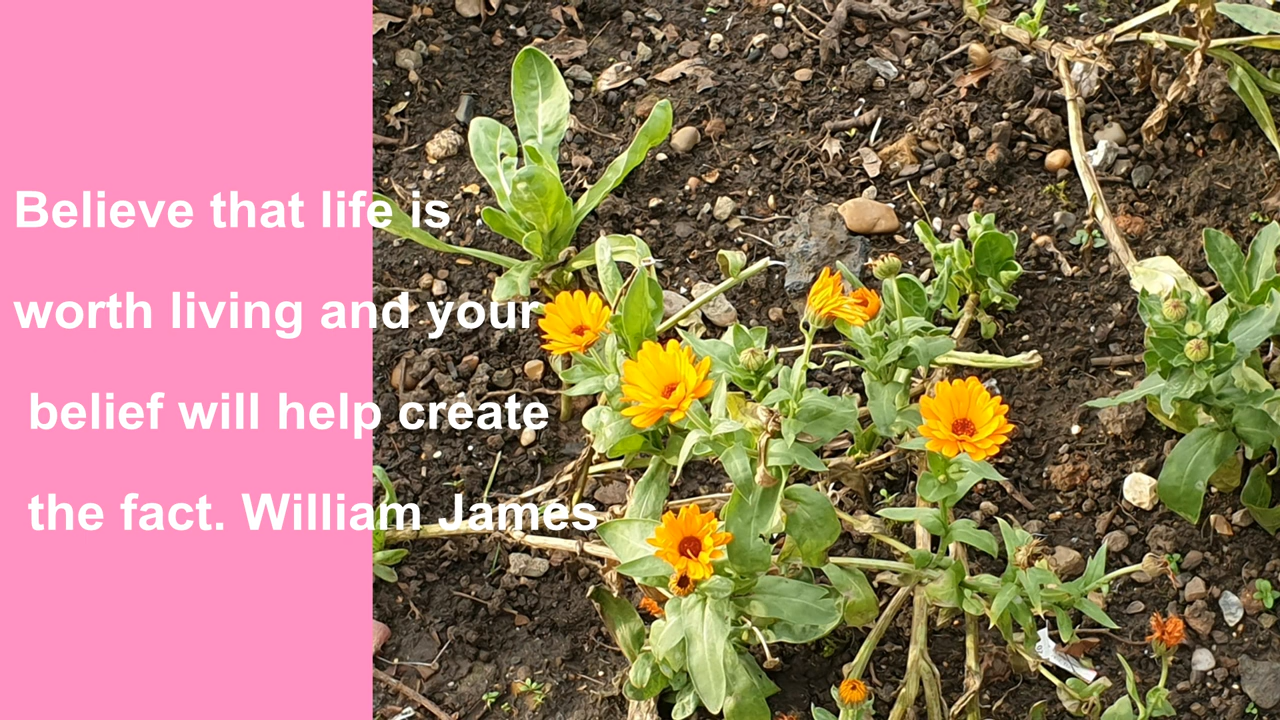 Believe that life is
worth living and your
belief will help create
the fact. William James